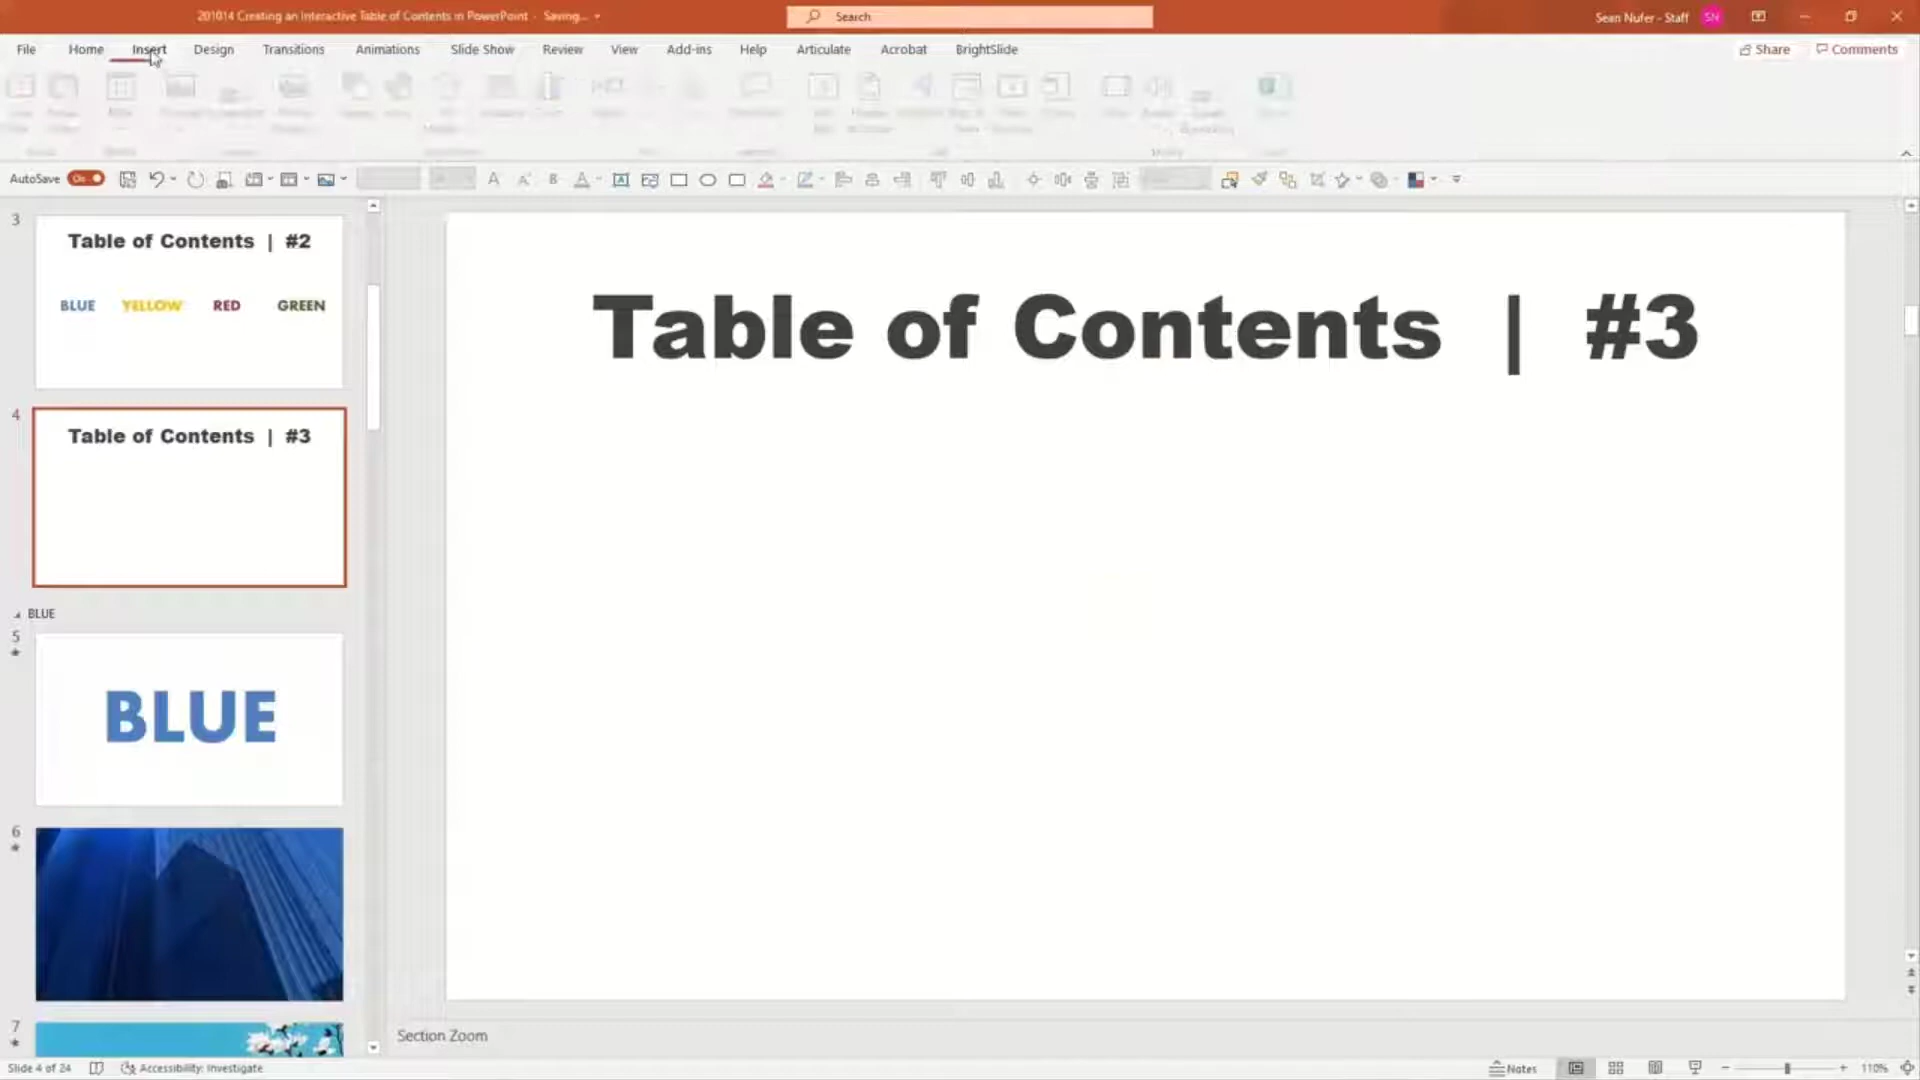 201014 Creating an Interactive Table of Contents in PowerPoint - Saving...
Search
Sean Nufer - Staff SN
File Home Insert Design Transitions Animations Slide Show Review View Add-ins Help Articulate Acrobat BrightSlide
Share Comments
AutoSave On
3
Table of Contents | #2
BLUE YELLOW RED GREEN
4
Table of Contents | #3
BLUE
5
BLUE
6
7
Table of Contents | #3
Section Zoom
Slide 4 of 24 Accessibility: Investigate
Notes 110%